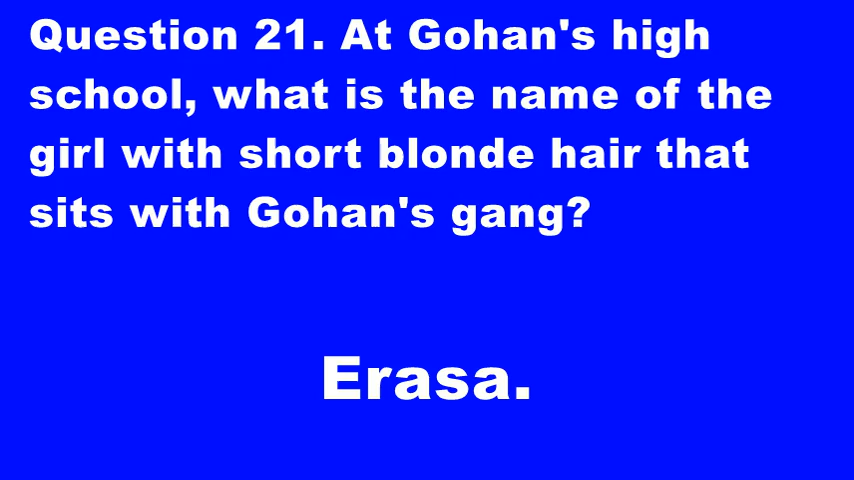 Question 21. At Gohan's high
school, what is the name of the
girl with short blonde hair that
sits with Gohan's gang?
Erasa.